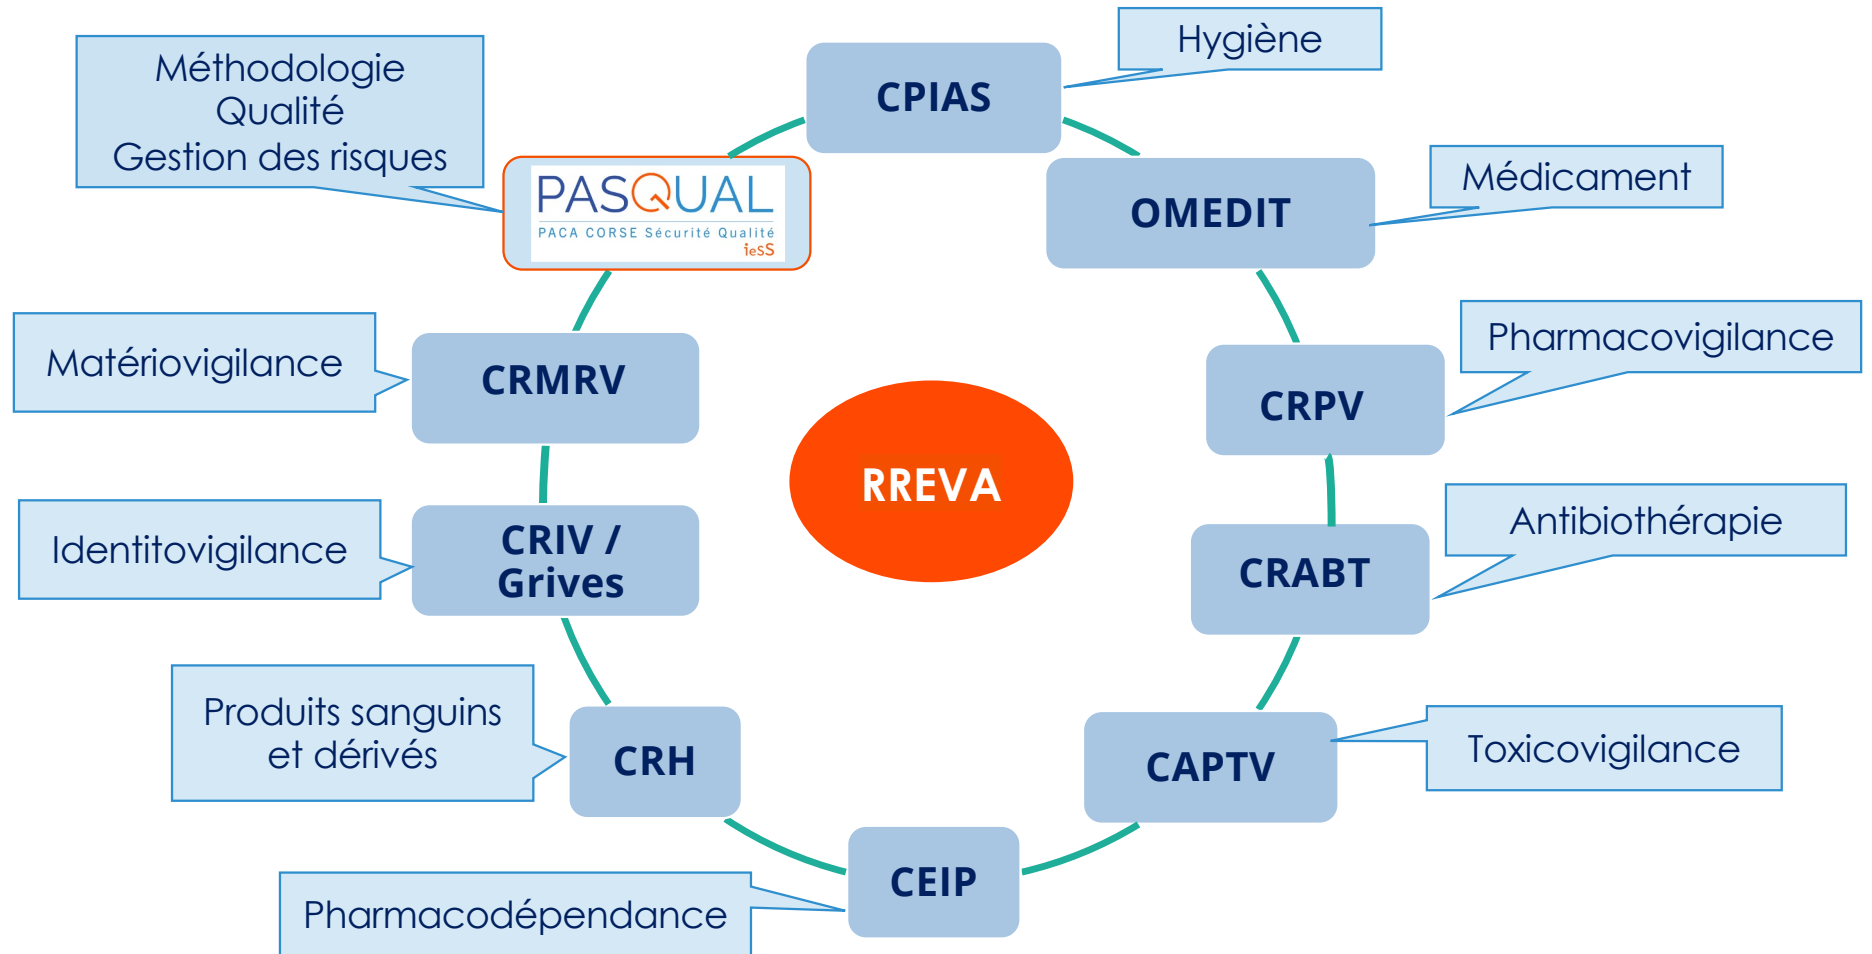 Méthodologie
Qualité
Gestion des risques
PASQUAL
PACA CORSE Sécurité Qualité
iesS
CPIAS
Hygiène
OMEDIT
Médicament
CRPV
Pharmacovigilance
CRABT
Antibiothérapie
CAPTV
Toxicovigilance
CEIP
Pharmacodépendance
CRH
Produits sanguins
et dérivés
CRIV /
Grives
Identitovigilance
CRMRV
Matériovigilance
RREVA